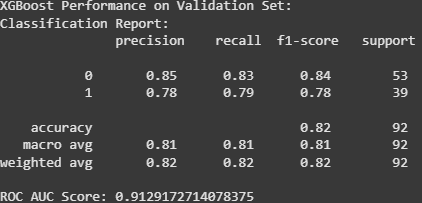 XGBoost Performance on Validation Set:
Classification Report:
precision recall f1-score support
0 0.85 0.83 0.84 53
1 0.78 0.79 0.78 39
accuracy 0.82 92
macro avg 0.81 0.81 0.81 92
weighted avg 0.82 0.82 0.82 92
ROC AUC Score: 0.9129172714078375